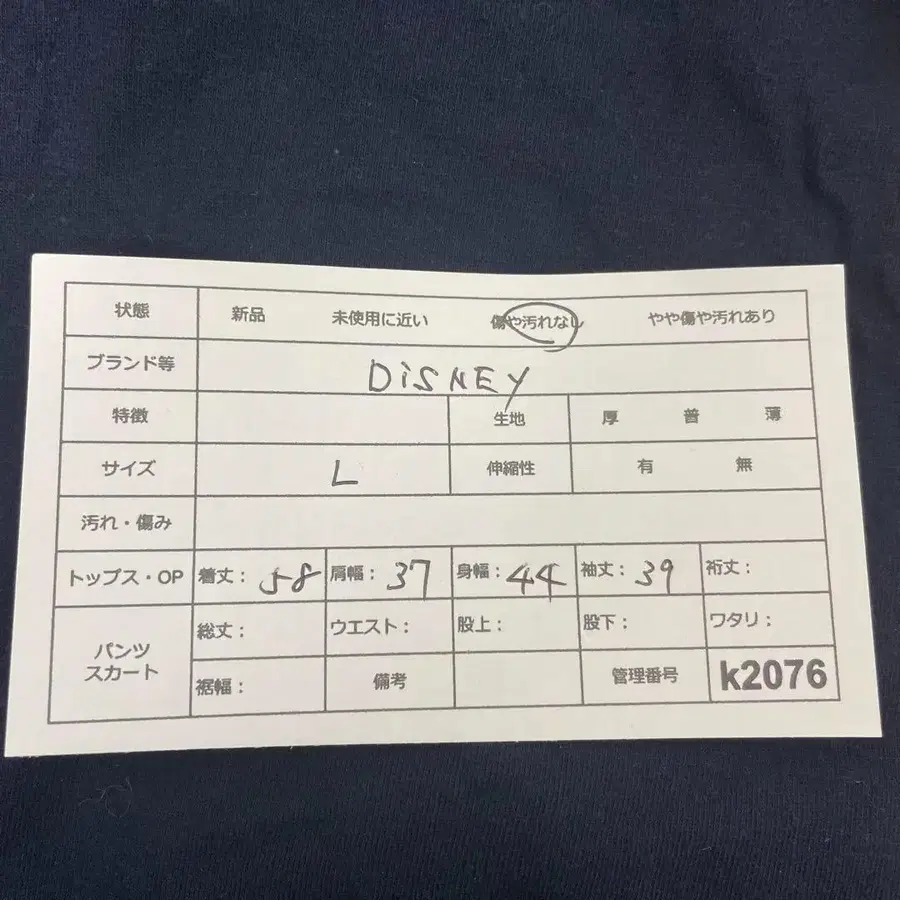 状態 新品 未使用に近い 傷や汚れなし やや傷や汚れあり
ブランド等 DiSNEY
特徴 生地 厚 普 薄
サイズ L 伸縮性 有 無
汚れ・傷み
トップス・OP 着丈: 58 肩幅: 37 身幅: 44 袖丈: 39 裄丈:
パンツ スカート 総丈: ウエスト: 股上: 股下: ワタリ:
裾幅: 備考 管理番号 k2076